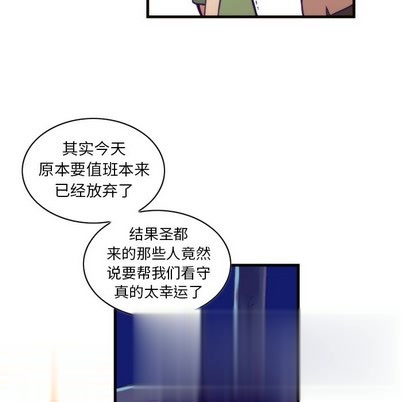 其实今天
原本要值班本来
已经放弃了
结果圣都
来的那些人竟然
说要帮我们看守
真的太幸运了